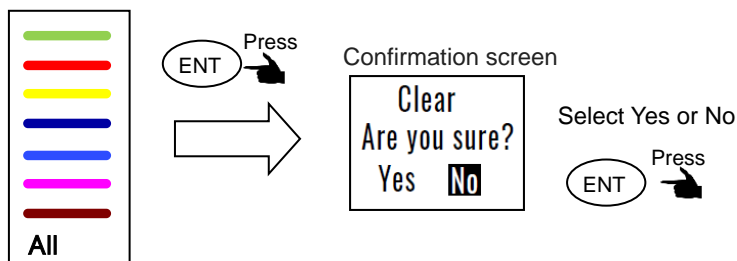 All
ENT
Press
Confirmation screen
Clear
Are you sure?
Yes No
Select Yes or No
ENT
Press